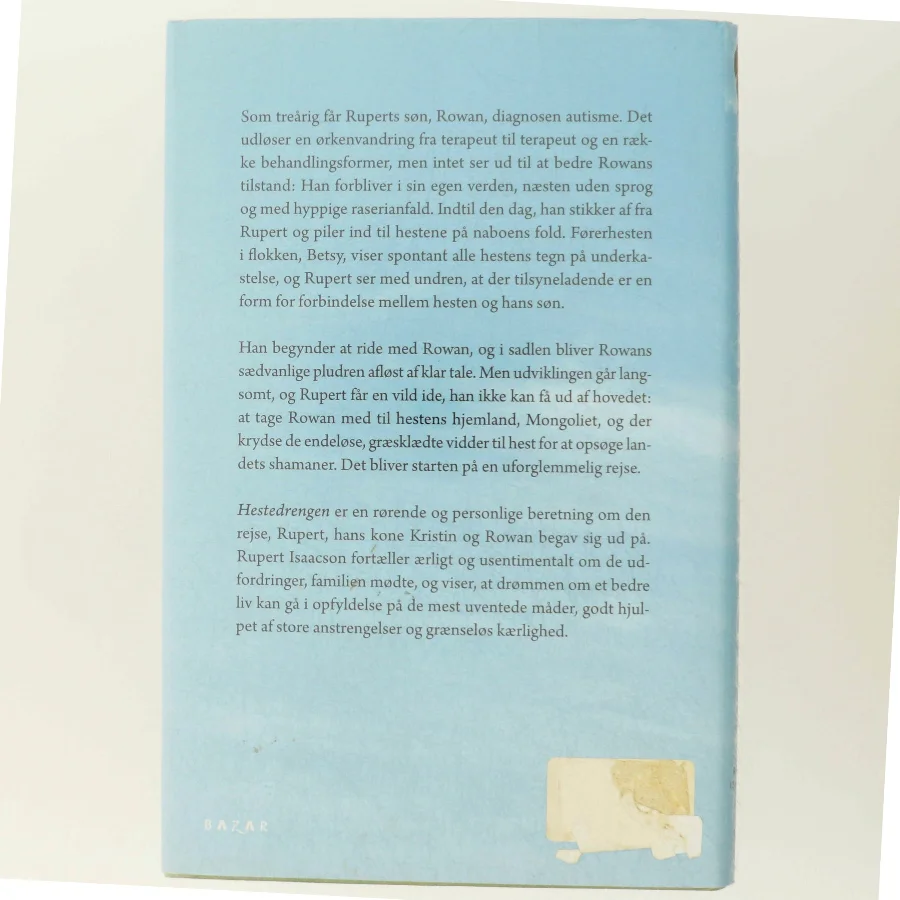 Som treårig får Ruperts søn, Rowan, diagnosen autisme. Det
udløser en ørkenvandring fra terapeut til terapeut og en ræk-
ke behandlingsformer, men intet ser ud til at bedre Rowans
tilstand: Han forbliver i sin egen verden, næsten uden sprog
og med hyppige raserianfald. Indtil den dag, han stikker af fra
Rupert og piler ind til hestene på naboens fold. Førerhesten
i flokken, Betsy, viser spontant alle hestens tegn på underka-
stelse, og Rupert ser med undren, at der tilsyneladende er en
form for forbindelse mellem hesten og hans søn.
Han begynder at ride med Rowan, og i sadlen bliver Rowans
sædvanlige pludren afløst af klar tale. Men udviklingen går lang-
somt, og Rupert får en vild ide, han ikke kan få ud af hovedet:
at tage Rowan med til hestens hjemland, Mongoliet, og der
krydse de endeløse, græsklædte vidder til hest for at opsøge lan-
dets shamaner. Det bliver starten på en uforglemmelig rejse.
Hestedrengen er en rørende og personlige beretning om den
rejse, Rupert, hans kone Kristin og Rowan begav sig ud på.
Rupert Isaacson fortæller ærligt og usentimentalt om de ud-
fordringer, familien mødte, og viser, at drømmen om et bedre
liv kan gå i opfyldelse på de mest uventede måder, godt hjul-
pet af store anstrengelser og grænseløs kærlighed.
BAZAR